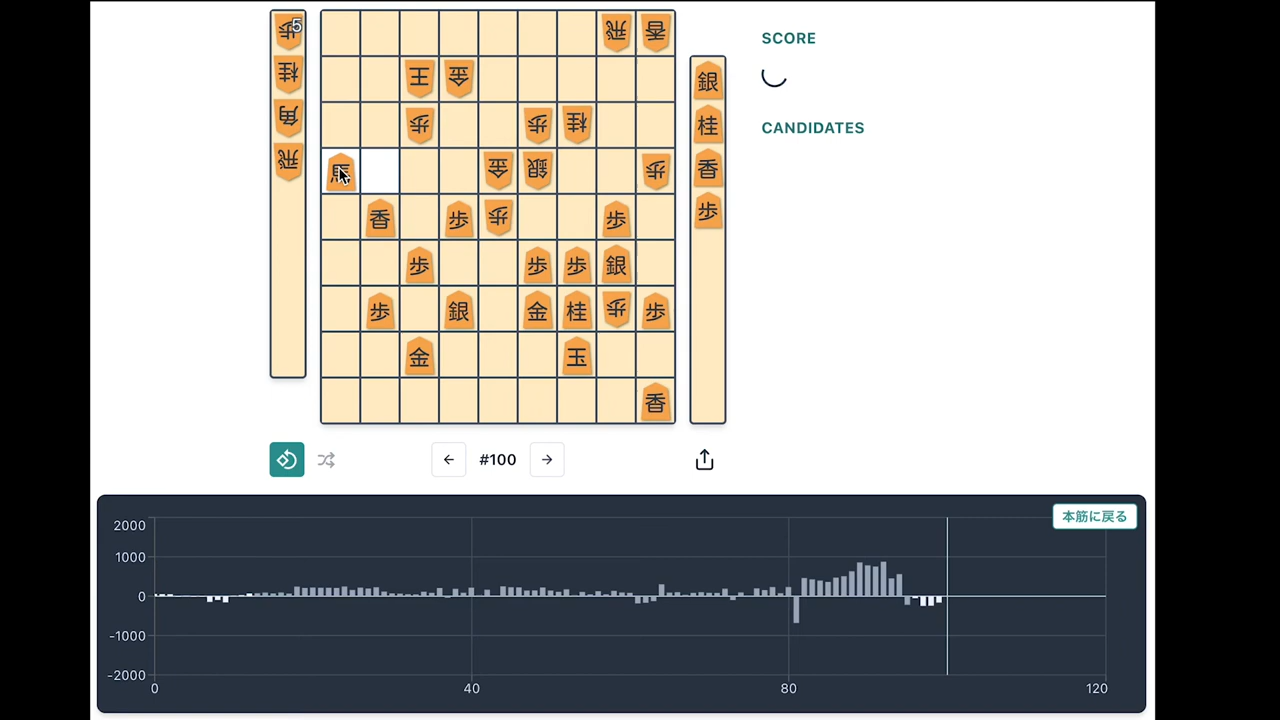 歩5
桂
角
飛
飛 香
王 金
歩 歩 桂
馬 金 銀 歩
香 歩 歩 歩
歩 歩 歩 銀
歩 銀 金 桂 歩 歩
金 玉
香
銀
桂
香
歩
SCORE
CANDIDATES
#100
本筋に戻る
2000
1000
0
-1000
-2000
0 40 80 120